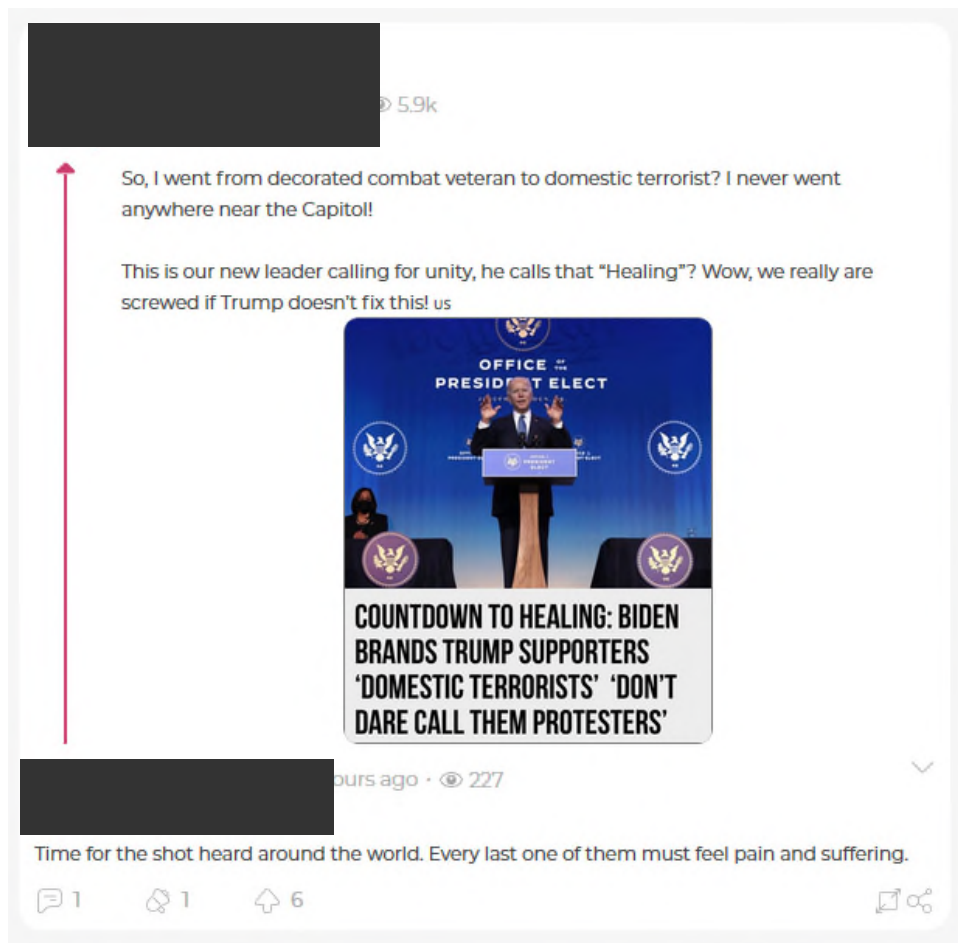 5.9k
So, I went from decorated combat veteran to domestic terrorist? I never went
anywhere near the Capitol!
This is our new leader calling for unity, he calls that “Healing”? Wow, we really are
screwed if Trump doesn't fix this! us
OFFICE OF THE
PRESIDENT ELECT
COUNTDOWN TO HEALING: BIDEN
BRANDS TRUMP SUPPORTERS
‘DOMESTIC TERRORISTS’ ‘DON'T
DARE CALL THEM PROTESTERS’
ours ago · 227
Time for the shot heard around the world. Every last one of them must feel pain and suffering.
1 1 6